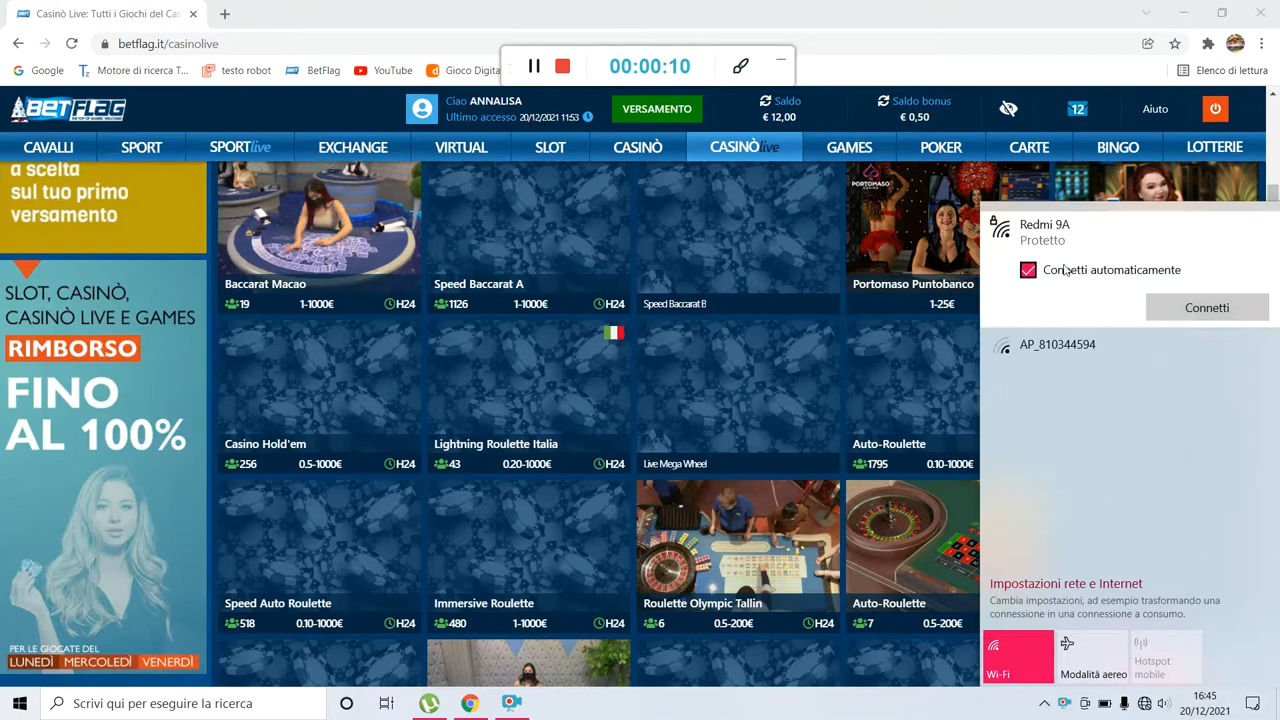 Casinò Live: Tutti i Giochi del Cas
betflag.it/casinolive
Google
Motore di ricerca T...
testo robot
BetFlag
YouTube
Gioco Digita
00:00:10
Elenco di lettura
BETFLAG
Ciao ANNALISA
Ultimo accesso 20/12/2021 11:53
VERSAMENTO
Saldo
€ 12,00
Saldo bonus
€ 0,50
12
Aiuto
CAVALLI
SPORT
SPORTlive
EXCHANGE
VIRTUAL
SLOT
CASINÒ
CASINÒlive
GAMES
POKER
CARTE
BINGO
LOTTERIE
a scelta
sul tuo primo
versamento
SLOT, CASINÒ,
CASINÒ LIVE E GAMES
RIMBORSO
FINO
AL 100%
PER LE GIOCATE DEL
LUNEDÌ MERCOLEDÌ VENERDÌ
Baccarat Macao
19 1-1000€ H24
Speed Baccarat A
1126 1-1000€ H24
Speed Baccarat B
PORTOMASO
Portomaso Puntobanco
1-25€
Casino Hold'em
256 0.5-1000€ H24
Lightning Roulette Italia
43 0.20-1000€ H24
Live Mega Wheel
Auto-Roulette
1795 0.10-1000€
Speed Auto Roulette
518 0.10-1000€ H24
Immersive Roulette
480 1-1000€ H24
Roulette Olympic Tallin
6 0.5-200€ H24
Auto-Roulette
7 0.5-200€
Redmi 9A
Protetto
Connetti automaticamente
Connetti
AP_810344594
Impostazioni rete e Internet
Cambia impostazioni, ad esempio trasformando una
connessione in una connessione a consumo.
Wi-Fi
Modalità aereo
Hotspot
mobile
Scrivi qui per eseguire la ricerca
16:45
20/12/2021